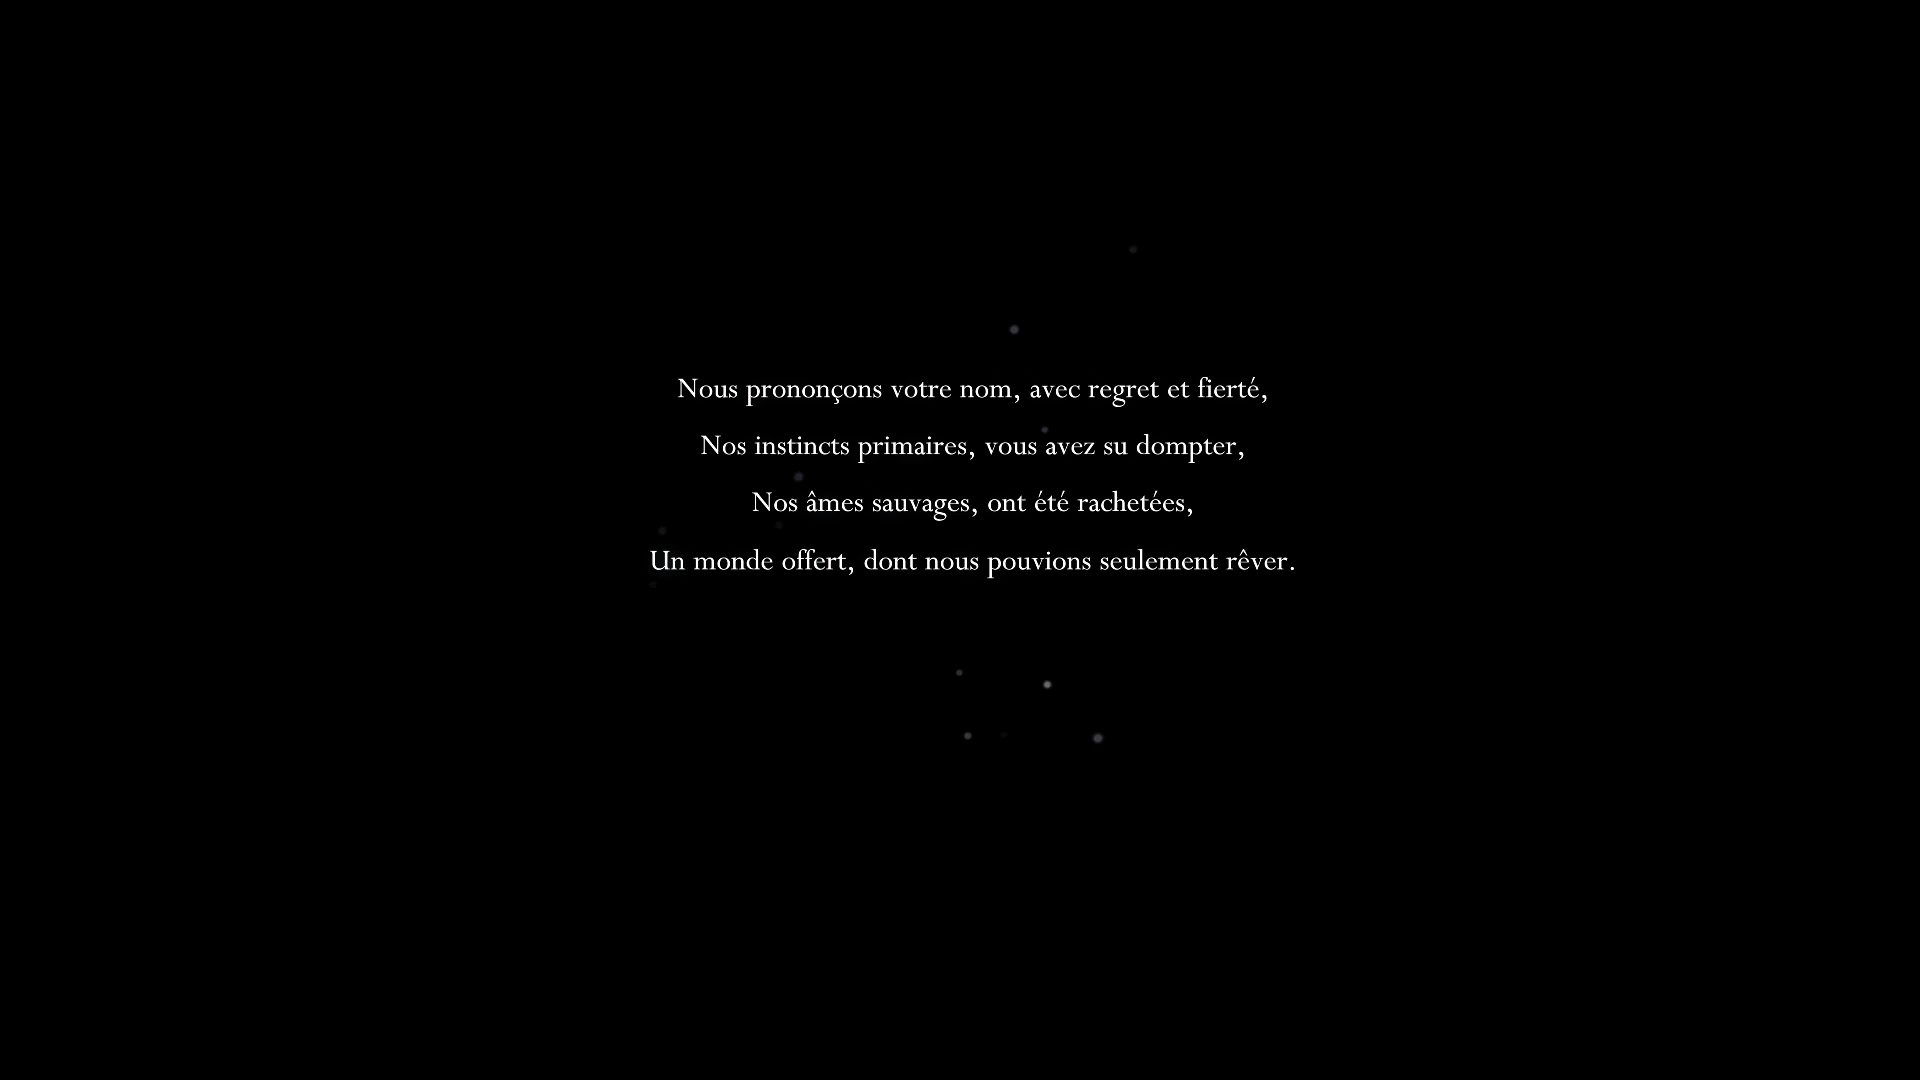 Nous prononçons votre nom, avec regret et fierté,
Nos instincts primaires, vous avez su dompter,
Nos âmes sauvages, ont été rachetées,
Un monde offert, dont nous pouvions seulement rêver.